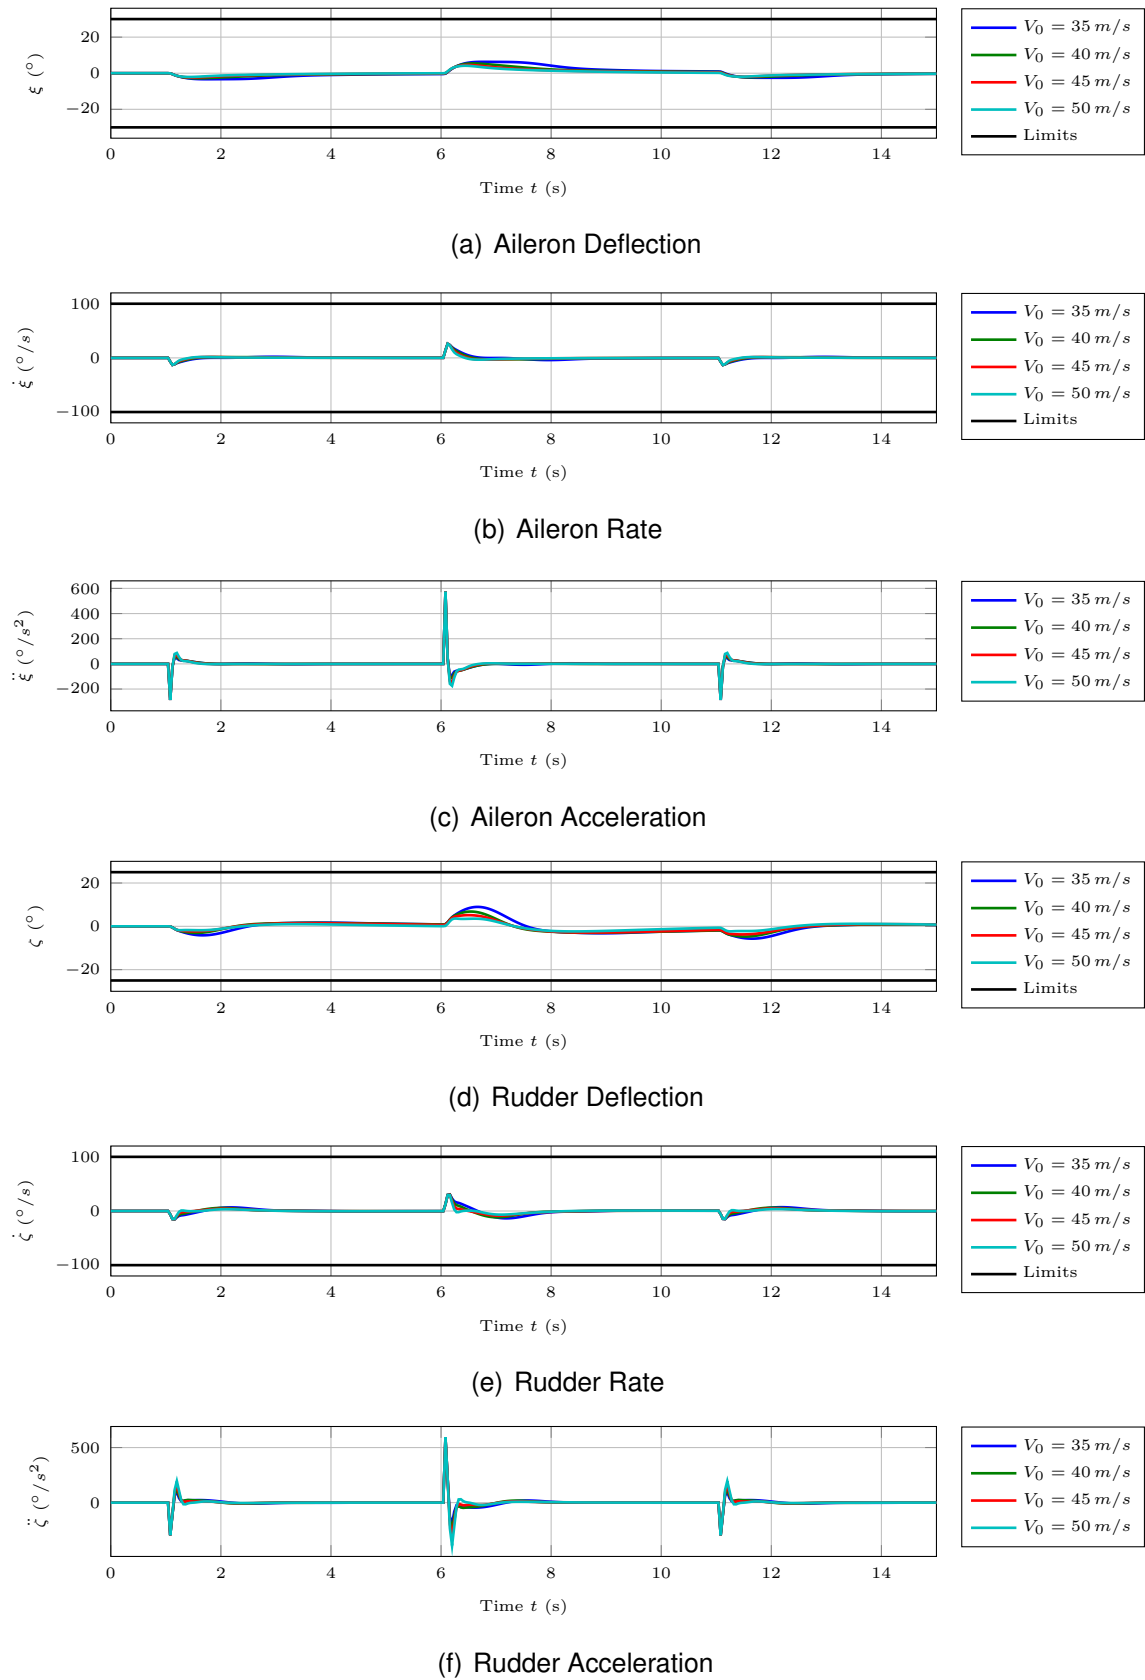 20
0
−20
ξ (°)
0 2 4 6 8 10 12 14
Time t (s)
V₀ = 35 m/s
V₀ = 40 m/s
V₀ = 45 m/s
V₀ = 50 m/s
Limits
(a) Aileron Deflection
100
0
−100
ξ̇ (°/s)
0 2 4 6 8 10 12 14
Time t (s)
V₀ = 35 m/s
V₀ = 40 m/s
V₀ = 45 m/s
V₀ = 50 m/s
Limits
(b) Aileron Rate
600
400
200
0
−200
ξ̈ (°/s²)
0 2 4 6 8 10 12 14
Time t (s)
V₀ = 35 m/s
V₀ = 40 m/s
V₀ = 45 m/s
V₀ = 50 m/s
(c) Aileron Acceleration
20
0
−20
ζ (°)
0 2 4 6 8 10 12 14
Time t (s)
V₀ = 35 m/s
V₀ = 40 m/s
V₀ = 45 m/s
V₀ = 50 m/s
Limits
(d) Rudder Deflection
100
0
−100
ζ̇ (°/s)
0 2 4 6 8 10 12 14
Time t (s)
V₀ = 35 m/s
V₀ = 40 m/s
V₀ = 45 m/s
V₀ = 50 m/s
Limits
(e) Rudder Rate
500
0
ζ̈ (°/s²)
0 2 4 6 8 10 12 14
Time t (s)
V₀ = 35 m/s
V₀ = 40 m/s
V₀ = 45 m/s
V₀ = 50 m/s
(f) Rudder Acceleration